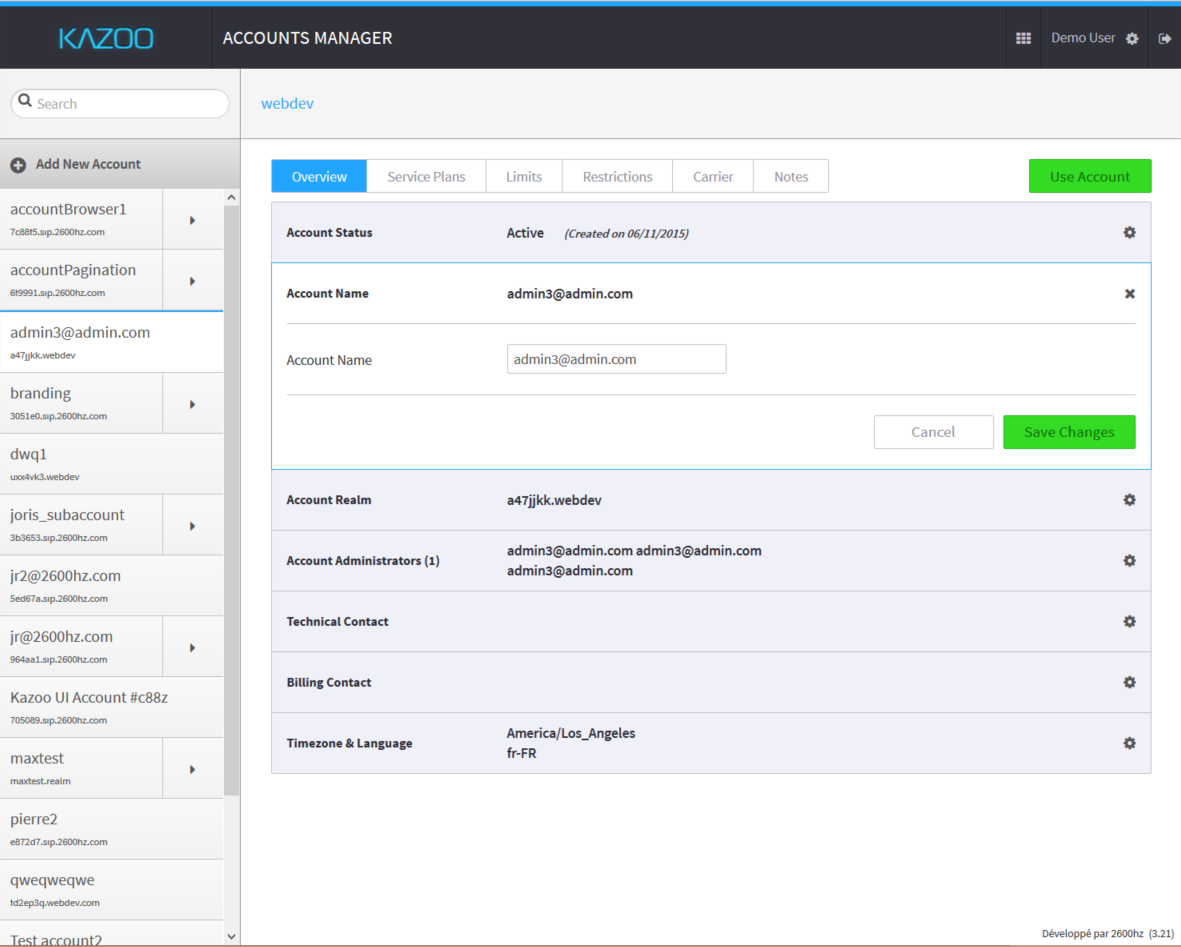 KAZOO
ACCOUNTS MANAGER
Demo User
Search
webdev
Add New Account
accountBrowser1
7c88f5.sip.2600hz.com
accountPagination
6f9991.sip.2600hz.com
admin3@admin.com
a47jjkk.webdev
branding
3051e0.sip.2600hz.com
dwq1
uxx4vk3.webdev
joris_subaccount
3b3653.sip.2600hz.com
jr2@2600hz.com
5ed67a.sip.2600hz.com
jr@2600hz.com
964aa1.sip.2600hz.com
Kazoo UI Account #c88z
705089.sip.2600hz.com
maxtest
maxtest.realm
pierre2
e872d7.sip.2600hz.com
qweqweqwe
fd2ep3q.webdev.com
Test account2
Overview Service Plans Limits Restrictions Carrier Notes
Use Account
Account Status Active (Created on 06/11/2015)
Account Name admin3@admin.com
Account Name admin3@admin.com
Cancel Save Changes
Account Realm a47jjkk.webdev
Account Administrators (1) admin3@admin.com admin3@admin.com
admin3@admin.com
Technical Contact
Billing Contact
Timezone & Language America/Los_Angeles
fr-FR
Développé par 2600hz (3.21)